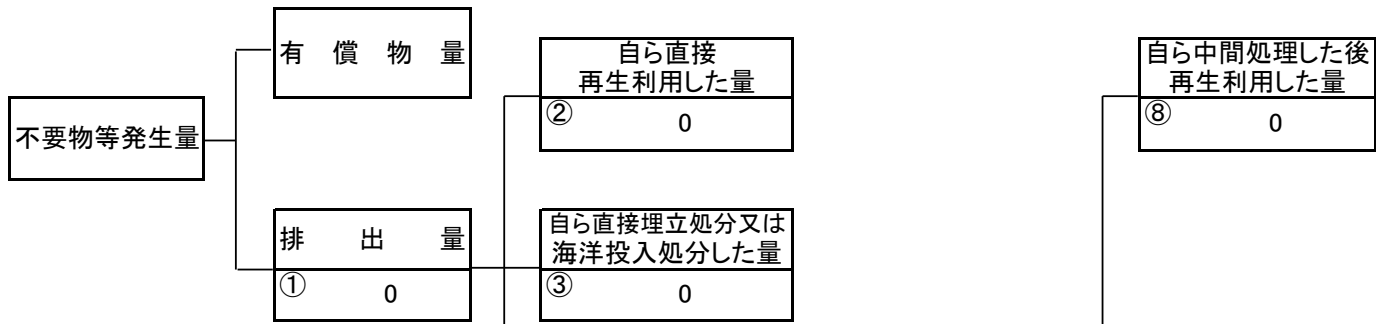 有償物量
自ら直接
再生利用した量
② 0
自ら中間処理した後
再生利用した量
⑧ 0
不要物等発生量
排出量
① 0
自ら直接埋立処分又は
海洋投入処分した量
③ 0